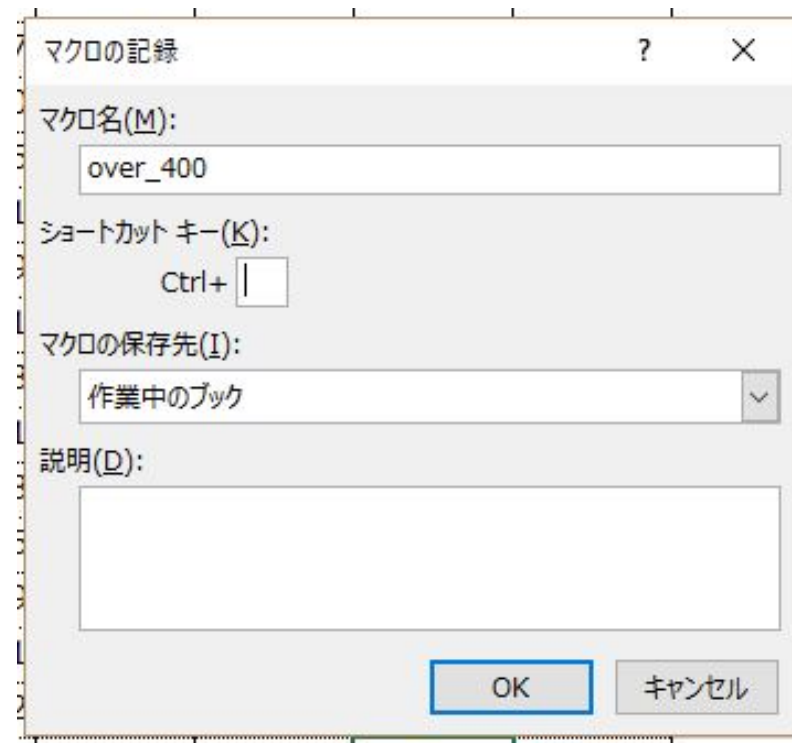 マクロの記録 ? ×
マクロ名(M):
over_400
ショートカット キー(K):
Ctrl+
マクロの保存先(I):
作業中のブック
説明(D):
OK キャンセル